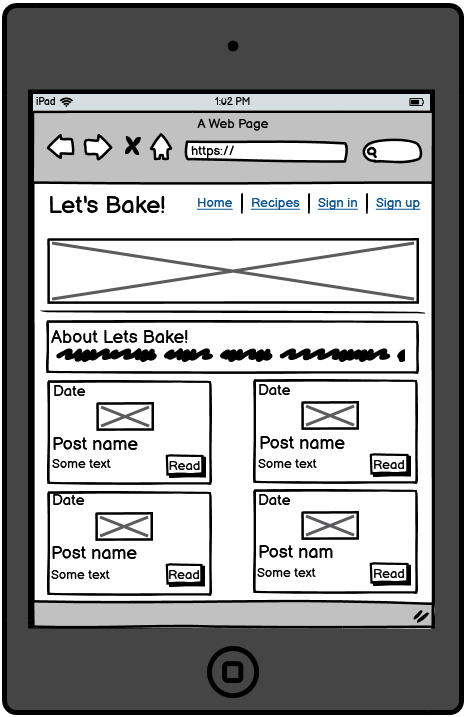 iPad 1:02 PM
A Web Page
https://
Let's Bake! Home Recipes Sign in Sign up
About Lets Bake!
Date
Post name
Some text Read
Date
Post name
Some text Read
Date
Post name
Some text Read
Date
Post nam
Some text Read